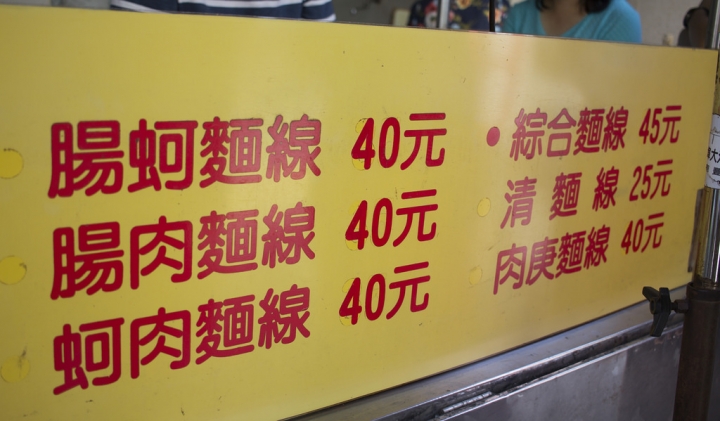 腸蚵麵線 40元
腸肉麵線 40元
蚵肉麵線 40元
綜合麵線 45元
清麵線 25元
肉庚麵線 40元